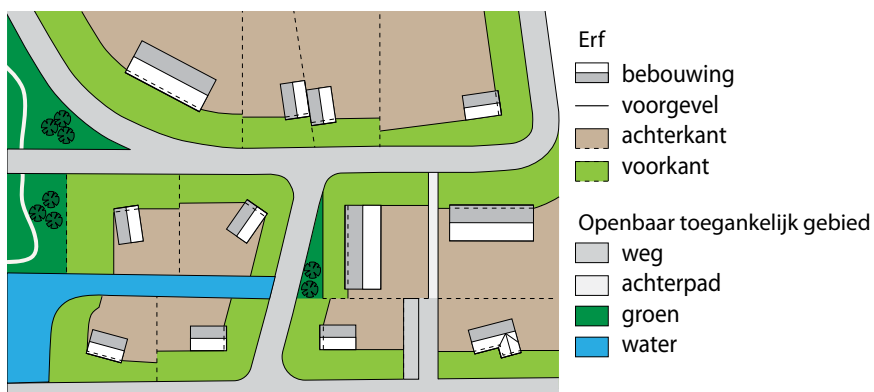 Erf
bebouwing
voorgevel
achterkant
voorkant
Openbaar toegankelijk gebied
weg
achterpad
groen
water